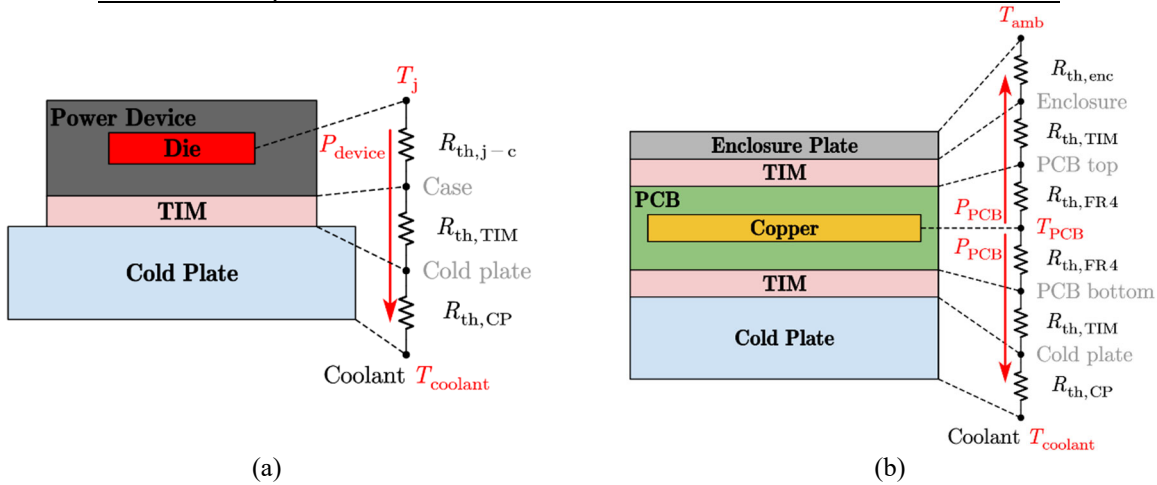 T_j
Power Device
Die
P_device
R_th,j−c
Case
TIM
R_th,TIM
Cold plate
Cold Plate
R_th,CP
Coolant T_coolant
(a)
T_amb
R_th,enc
Enclosure
Enclosure Plate
R_th,TIM
TIM
PCB top
PCB
R_th,FR4
P_PCB
Copper
T_PCB
P_PCB
R_th,FR4
TIM
PCB bottom
R_th,TIM
Cold Plate
Cold plate
R_th,CP
Coolant T_coolant
(b)